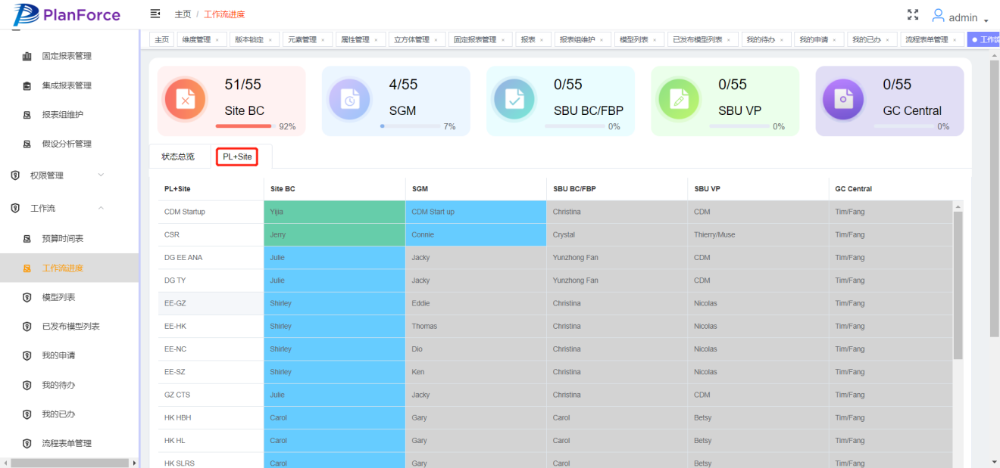 PlanForce
主页 / 工作流进度
admin
主页 维度管理 × 版本锁定 × 元素管理 × 属性管理 × 立方体管理 × 固定报表管理 × 报表 × 报表组维护 × 模型列表 × 已发布模型列表 × 我的待办 × 我的申请 × 我的已办 × 流程表单管理 ×
固定报表管理
集成报表管理
报表组维护
假设分析管理
权限管理
工作流
预算时间表
工作流进度
模型列表
已发布模型列表
我的申请
我的待办
我的已办
流程表单管理
51/55
Site BC
92%
4/55
SGM
7%
0/55
SBU BC/FBP
0%
0/55
SBU VP
0%
0/55
GC Central
0%
状态总览 PL+Site
PL+Site Site BC SGM SBU BC/FBP SBU VP GC Central
CDM Startup Yijia CDM Start up Christina CDM Tim/Fang
CSR Jerry Connie Crystal Thierry/Muse Tim/Fang
DG EE ANA Julie Jacky Yunzhong Fan CDM Tim/Fang
DG TY Julie Jacky Yunzhong Fan CDM Tim/Fang
EE-GZ Shirley Eddie Christina Nicolas Tim/Fang
EE-HK Shirley Thomas Christina Nicolas Tim/Fang
EE-NC Shirley Dio Christina Nicolas Tim/Fang
EE-SZ Shirley Ken Christina Nicolas Tim/Fang
GZ CTS Julie Jacky Christina CDM Tim/Fang
HK HBH Carol Gary Carol Betsy Tim/Fang
HK HL Carol Gary Carol Betsy Tim/Fang
HK SLRS Carol Gary Carol Betsy Tim/Fang